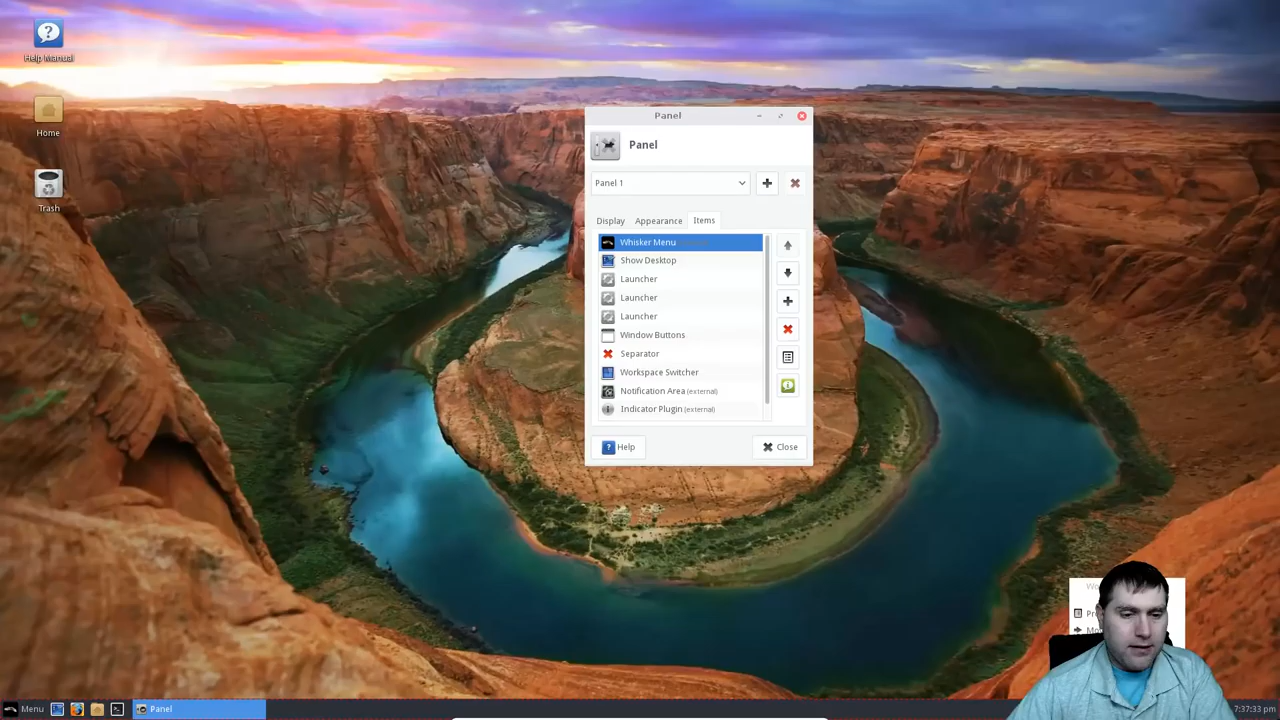 Help Manual
Home
Trash
Panel
Panel
Panel 1
Display Appearance Items
Whisker Menu
Show Desktop
Launcher
Launcher
Launcher
Window Buttons
Separator
Workspace Switcher
Notification Area (external)
Indicator Plugin (external)
Help
Close
Menu
Panel
7:37:33 pm